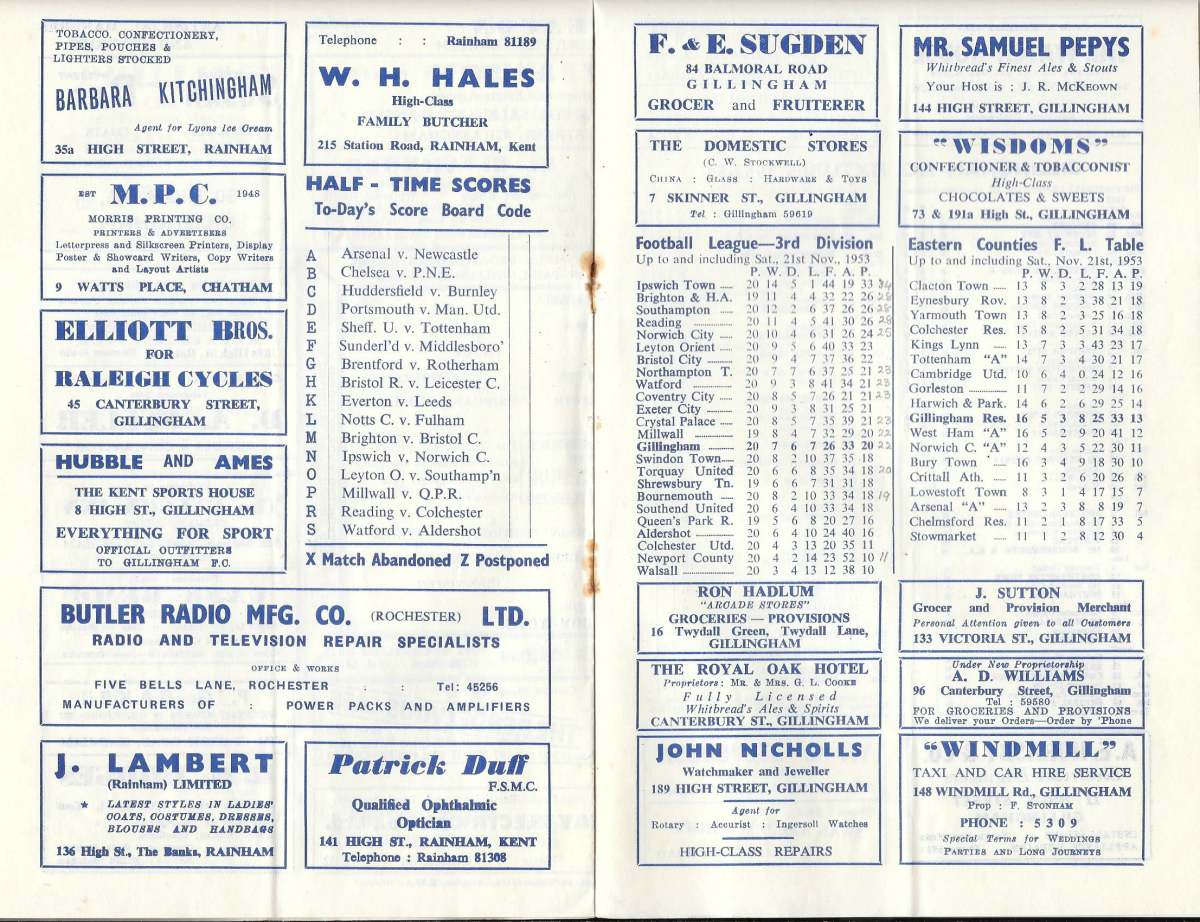 TOBACCO. CONFECTIONERY,
PIPES, POUCHES &
LIGHTERS STOCKED
BARBARA KITCHINGHAM
Agent for Lyons Ice Cream
35a HIGH STREET, RAINHAM
EST M.P.C. 1948
MORRIS PRINTING CO.
PRINTERS & ADVERTISERS
Letterpress and Silkscreen Printers, Display
Poster & Showcard Writers, Copy Writers
and Layout Artists
9 WATTS PLACE, CHATHAM
ELLIOTT BROS.
FOR
RALEIGH CYCLES
45 CANTERBURY STREET,
GILLINGHAM
HUBBLE AND AMES
THE KENT SPORTS HOUSE
8 HIGH ST., GILLINGHAM
EVERYTHING FOR SPORT
OFFICIAL OUTFITTERS
TO GILLINGHAM F.C.
Telephone : : Rainham 81189
W. H. HALES
High-Class
FAMILY BUTCHER
215 Station Road, RAINHAM, Kent
HALF - TIME SCORES
To-Day's Score Board Code
A Arsenal v. Newcastle
B Chelsea v. P.N.E.
C Huddersfield v. Burnley
D Portsmouth v. Man. Utd.
E Sheff. U. v Tottenham
F Sunderl'd v. Middlesboro'
G Brentford v. Rotherham
H Bristol R. v. Leicester C.
K Everton v. Leeds
L Notts C. v. Fulham
M Brighton v. Bristol C.
N Ipswich v, Norwich C.
O Leyton O. v. Southamp'n
P Millwall v. Q.P.R.
R Reading v. Colchester
S Watford v. Aldershot
X Match Abandoned Z Postponed
BUTLER RADIO MFG. CO. (ROCHESTER) LTD.
RADIO AND TELEVISION REPAIR SPECIALISTS
OFFICE & WORKS
FIVE BELLS LANE, ROCHESTER : : Tel: 45256
MANUFACTURERS OF : POWER PACKS AND AMPLIFIERS
J. LAMBERT
(Rainham) LIMITED
★ LATEST STYLES IN LADIES'
COATS, COSTUMES, DRESSES,
BLOUSES AND HANDBAGS
136 High St., The Banks, RAINHAM
Patrick Duff
F.S.M.C.
Qualified Ophthalmic
Optician
141 HIGH ST., RAINHAM, KENT
Telephone : Rainham 81308
F. & E. SUGDEN
84 BALMORAL ROAD
GILLINGHAM
GROCER and FRUITERER
THE DOMESTIC STORES
(C. W. STOCKWELL)
CHINA : GLASS : HARDWARE & TOYS
7 SKINNER ST., GILLINGHAM
Tel : Gillingham 59619
MR. SAMUEL PEPYS
Whitbread's Finest Ales & Stouts
Your Host is : J. R. McKEOWN
144 HIGH STREET, GILLINGHAM
"WISDOMS"
CONFECTIONER & TOBACCONIST
High-Class
CHOCOLATES & SWEETS
73 & 191a High St., GILLINGHAM
Football League—3rd Division
Up to and including Sat., 21st Nov., 1953
P. W. D. L. F. A. P.
Ipswich Town 20 14 5 1 44 19 33 34
Brighton & H.A. 19 11 4 4 32 22 26 28
Southampton 20 12 2 6 37 26 26 28
Reading 20 11 4 5 41 30 26 28
Norwich City 20 10 4 6 31 26 24 25
Leyton Orient 20 9 5 6 40 33 23
Bristol City 20 9 4 7 37 36 22
Northampton T. 20 7 7 6 37 25 21 23
Watford 20 9 3 8 41 34 21 23
Coventry City 20 8 5 7 26 21 21 23
Exeter City 20 9 3 8 31 25 21
Crystal Palace 20 8 5 7 35 39 21 23
Millwall 19 8 4 7 32 29 20 22
Gillingham 20 7 6 7 26 33 20 22
Swindon Town 20 8 2 10 37 35 18
Torquay United 20 6 6 8 35 34 18 20
Shrewsbury Tn. 19 6 6 7 31 31 18
Bournemouth 20 8 2 10 33 34 18 19
Southend United 20 6 4 10 33 34 18
Queen's Park R. 19 5 6 8 20 27 16
Aldershot 20 6 4 10 24 40 16
Colchester Utd. 20 4 3 13 20 35 11
Newport County 20 4 2 14 23 52 10 11
Walsall 20 3 4 13 12 38 10
Eastern Counties F. L. Table
Up to and including Sat., Nov. 21st, 1953
P. W. D. L. F. A. P.
Clacton Town 13 8 3 2 28 13 19
Eynesbury Rov. 13 8 2 3 38 21 18
Yarmouth Town 13 8 2 3 25 16 18
Colchester Res. 15 8 2 5 31 34 18
Kings Lynn 13 7 3 3 43 23 17
Tottenham "A" 14 7 3 4 30 21 17
Cambridge Utd. 10 6 4 0 24 12 16
Gorleston 11 7 2 2 29 14 16
Harwich & Park. 14 6 2 6 29 25 14
Gillingham Res. 16 5 3 8 25 33 13
West Ham "A" 16 5 2 9 20 41 12
Norwich C. "A" 12 4 3 5 22 30 11
Bury Town 16 3 4 9 18 30 10
Crittall Ath. 11 3 2 6 20 26 8
Lowestoft Town 8 3 1 4 17 15 7
Arsenal "A" 13 2 3 8 8 19 7
Chelmsford Res. 11 2 1 8 17 33 5
Stowmarket 11 1 2 8 12 30 4
RON HADLUM
"ARCADE STORES"
GROCERIES — PROVISIONS
16 Twydall Green, Twydall Lane,
GILLINGHAM
THE ROYAL OAK HOTEL
Proprietors: MR. & MRS. G. L. COOKE
Fully Licensed
Whitbread's Ales & Spirits
CANTERBURY ST., GILLINGHAM
JOHN NICHOLLS
Watchmaker and Jeweller
189 HIGH STREET, GILLINGHAM
Agent for
Rotary : Accurist : Ingersoll Watches
HIGH-CLASS REPAIRS
J. SUTTON
Grocer and Provision Merchant
Personal Attention given to all Customers
133 VICTORIA ST., GILLINGHAM
Under New Proprietorship
A. D. WILLIAMS
96 Canterbury Street, Gillingham
Tel : 59580
FOR GROCERIES AND PROVISIONS
We deliver your Orders—Order by 'Phone
"WINDMILL"
TAXI AND CAR HIRE SERVICE
148 WINDMILL Rd., GILLINGHAM
Prop : F. STONHAM
PHONE : 5309
Special Terms for WEDDINGS
PARTIES AND LONG JOURNEYS